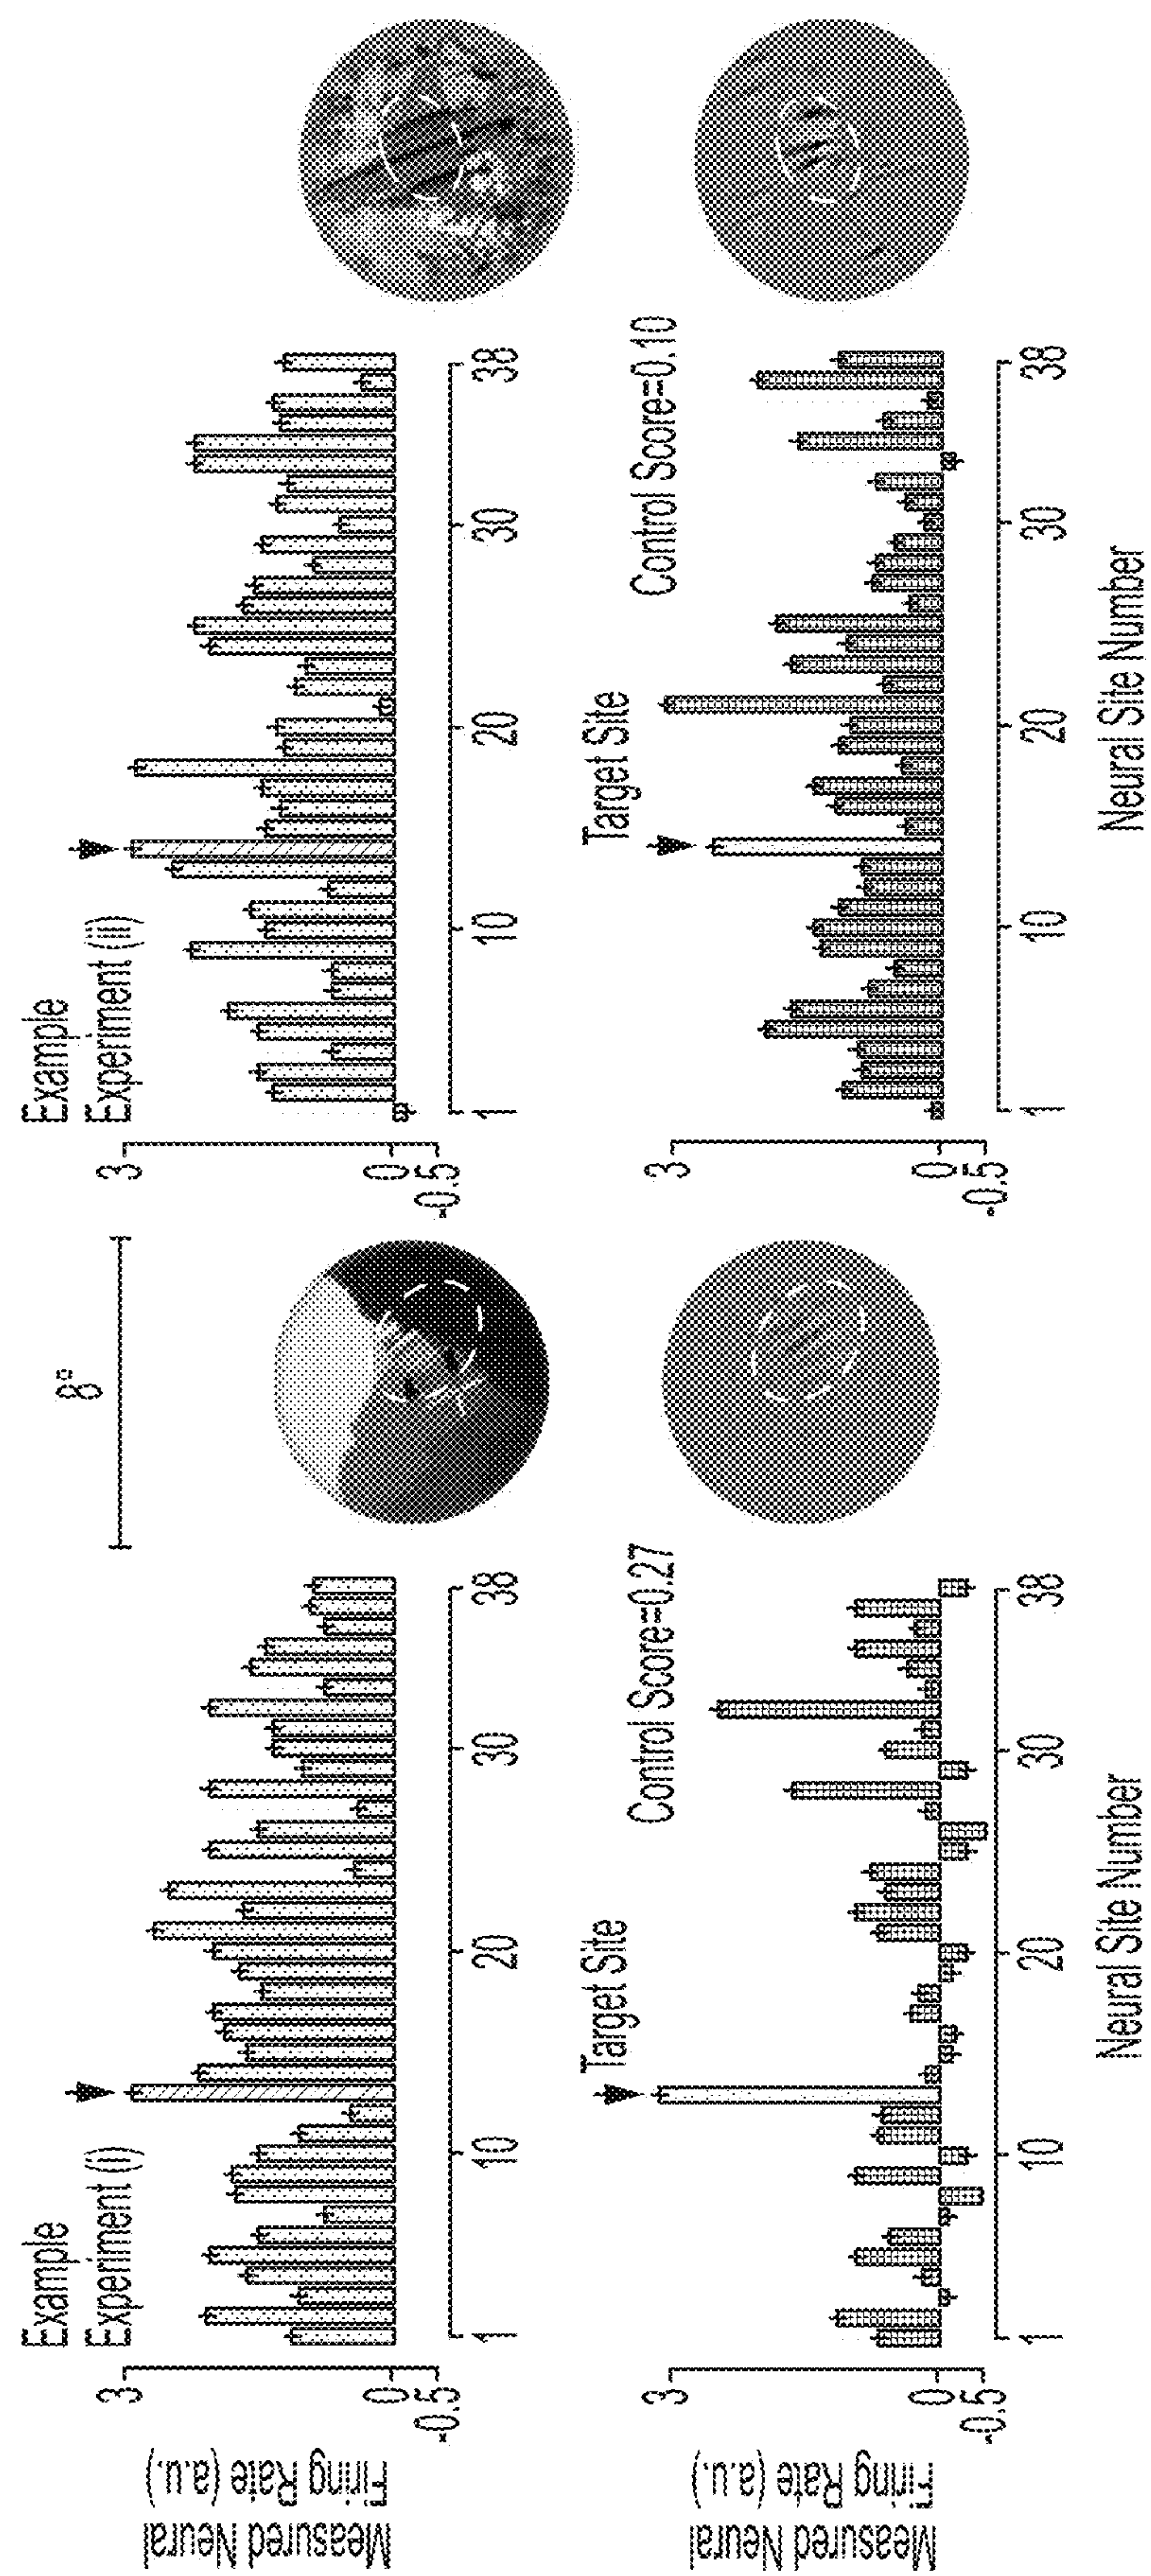 Example
Experiment (i)
3
0
-0.5
Measured Neural
Firing Rate (a.u.)
1
10
20
30
38
8°
Example
Experiment (ii)
3
0
-0.5
1
10
20
30
38
Target Site
Control Score=0.27
3
0
-0.5
Measured Neural
Firing Rate (a.u.)
1
10
20
30
38
Neural Site Number
Target Site
Control Score=0.10
3
0
-0.5
1
10
20
30
38
Neural Site Number